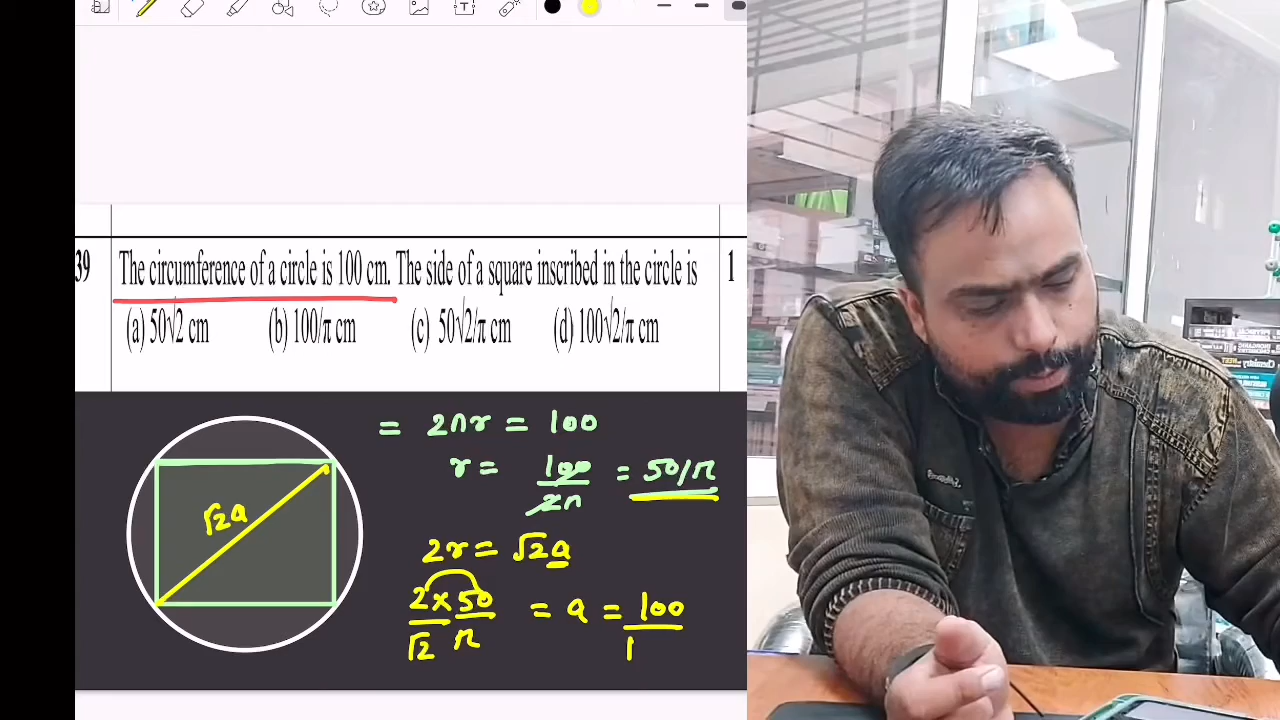 39 The circumference of a circle is 100 cm. The side of a square inscribed in the circle is 1
(a) 50√2 cm (b) 100/π cm (c) 50√2/π cm (d) 100√2/π cm
= 2πr = 100
r = 100/2π = 50/π
√2a
2r = √2a
2/√2 × 50/π = a = 100